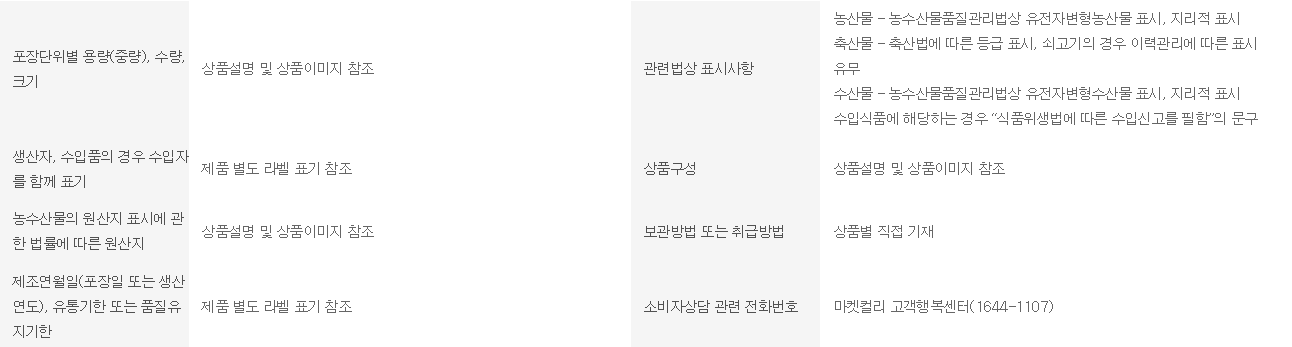 포장단위별 용량(중량), 수량,
크기
상품설명 및 상품이미지 참조
관련법상 표시사항
농산물 - 농수산물품질관리법상 유전자변형농산물 표시, 지리적 표시
축산물 - 축산법에 따른 등급 표시, 쇠고기의 경우 이력관리에 따른 표시
유무
수산물 - 농수산물품질관리법상 유전자변형수산물 표시, 지리적 표시
수입식품에 해당하는 경우 “식품위생법에 따른 수입신고를 필함”의 문구
생산자, 수입품의 경우 수입자
를 함께 표기
제품 별도 라벨 표기 참조
상품구성
상품설명 및 상품이미지 참조
농수산물의 원산지 표시에 관
한 법률에 따른 원산지
상품설명 및 상품이미지 참조
보관방법 또는 취급방법
상품별 직접 기재
제조연월일(포장일 또는 생산
연도), 유통기한 또는 품질유
지기한
제품 별도 라벨 표기 참조
소비자상담 관련 전화번호
마켓컬리 고객행복센터(1644-1107)